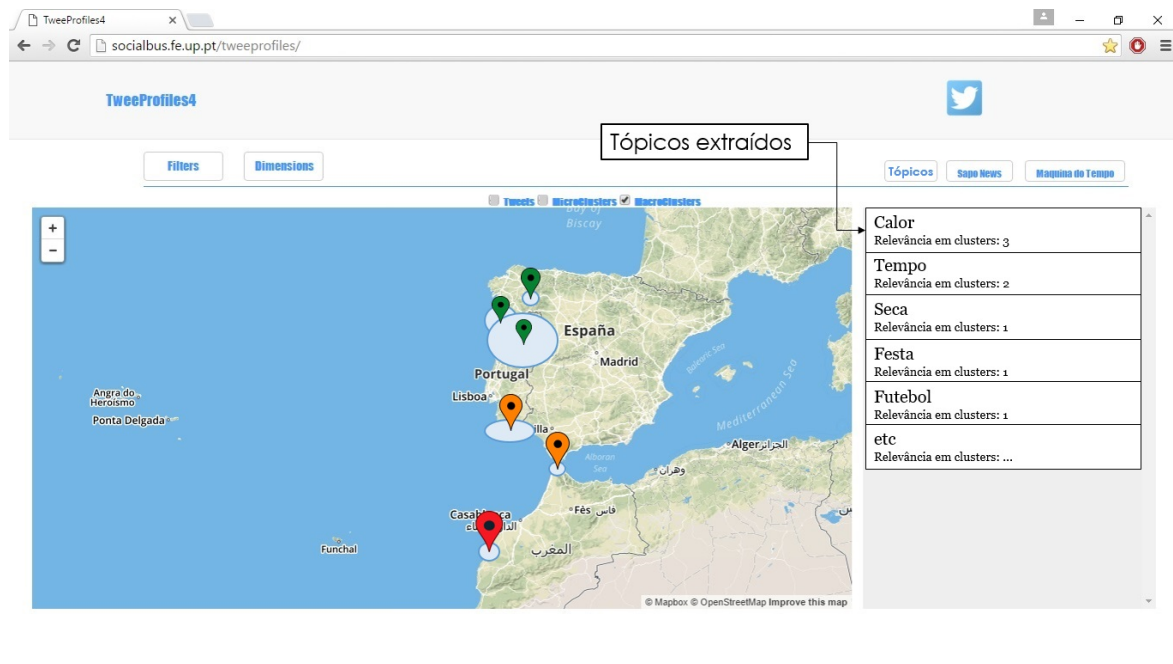 TweeProfiles4
socialbus.fe.up.pt/tweeprofiles/
TweeProfiles4
Tópicos extraídos
Filters
Dimensions
Tópicos
Sapo News
Maquina do Tempo
Tweets MicroClusters MacroClusters
+
-
Bay of
Biscay
España
Madrid
Portugal
Lisboa
illa
Balearic Sea
Mediterranean Sea
Alboran
Sea
Angra do
Heroísmo
Ponta Delgada
Alger الجزائر
وهران
Fès فاس
المغرب
Funchal
© Mapbox © OpenStreetMap Improve this map
Calor
Relevância em clusters: 3
Tempo
Relevância em clusters: 2
Seca
Relevância em clusters: 1
Festa
Relevância em clusters: 1
Futebol
Relevância em clusters: 1
etc
Relevância em clusters: ...